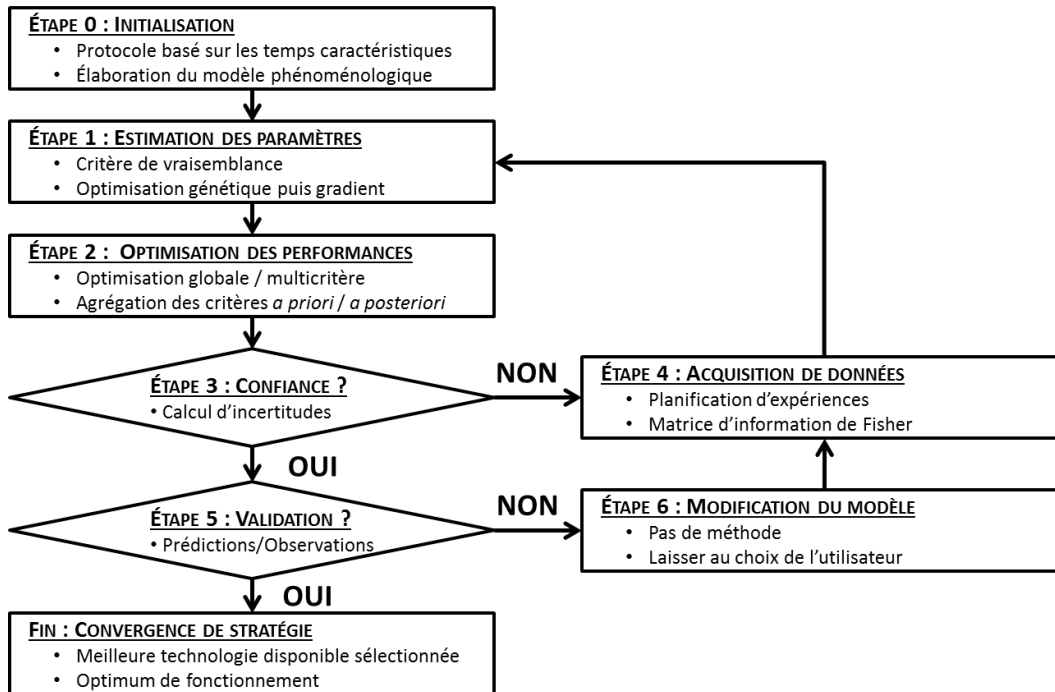 ÉTAPE 0 : INITIALISATION
• Protocole basé sur les temps caractéristiques
• Élaboration du modèle phénoménologique
ÉTAPE 1 : ESTIMATION DES PARAMÈTRES
• Critère de vraisemblance
• Optimisation génétique puis gradient
ÉTAPE 2 : OPTIMISATION DES PERFORMANCES
• Optimisation globale / multicritère
• Agrégation des critères a priori / a posteriori
ÉTAPE 3 : CONFIANCE ?
• Calcul d'incertitudes
NON
ÉTAPE 4 : ACQUISITION DE DONNÉES
• Planification d'expériences
• Matrice d'information de Fisher
OUI
ÉTAPE 5 : VALIDATION ?
• Prédictions/Observations
NON
ÉTAPE 6 : MODIFICATION DU MODÈLE
• Pas de méthode
• Laisser au choix de l'utilisateur
OUI
FIN : CONVERGENCE DE STRATÉGIE
• Meilleure technologie disponible sélectionnée
• Optimum de fonctionnement